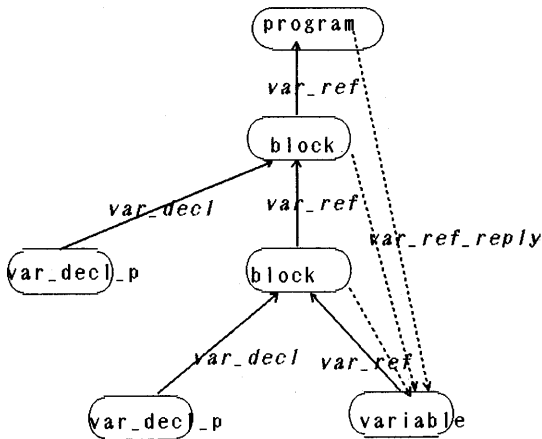 program
var_ref
block
var_decl
var_ref
var_ref_reply
var_decl_p
block
var_decl
var_ref
var_decl_p
variable